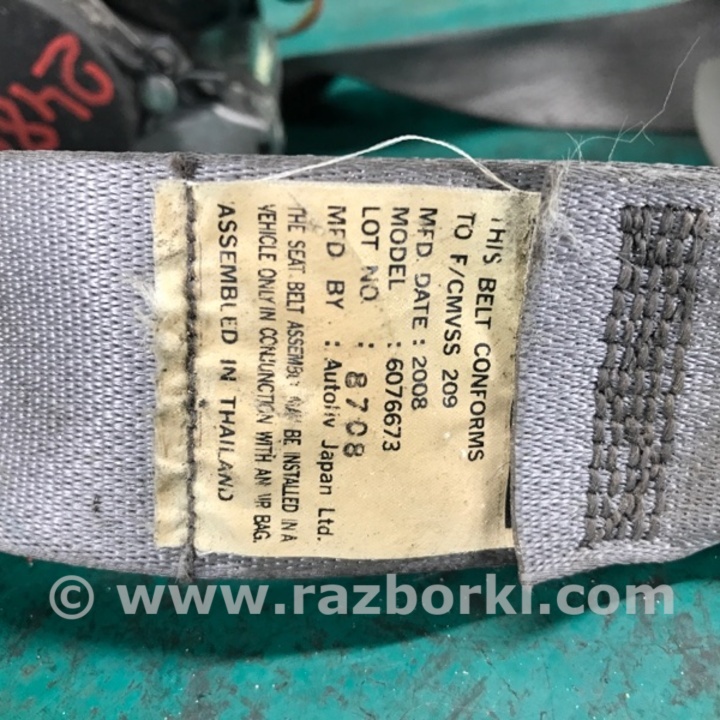 THIS BELT CONFORMS
TO F/CMVSS 209
MFD DATE : 2008
MODEL : 6076673
LOT NO : 8708
MFD BY : Autoliv Japan Ltd.
THE SEAT BELT ASSEMBLY MAY BE INSTALLED IN A
VEHICLE ONLY IN CONJUNCTION WITH AN AIR BAG.
ASSEMBLED IN THAILAND
248
© www.razborki.com